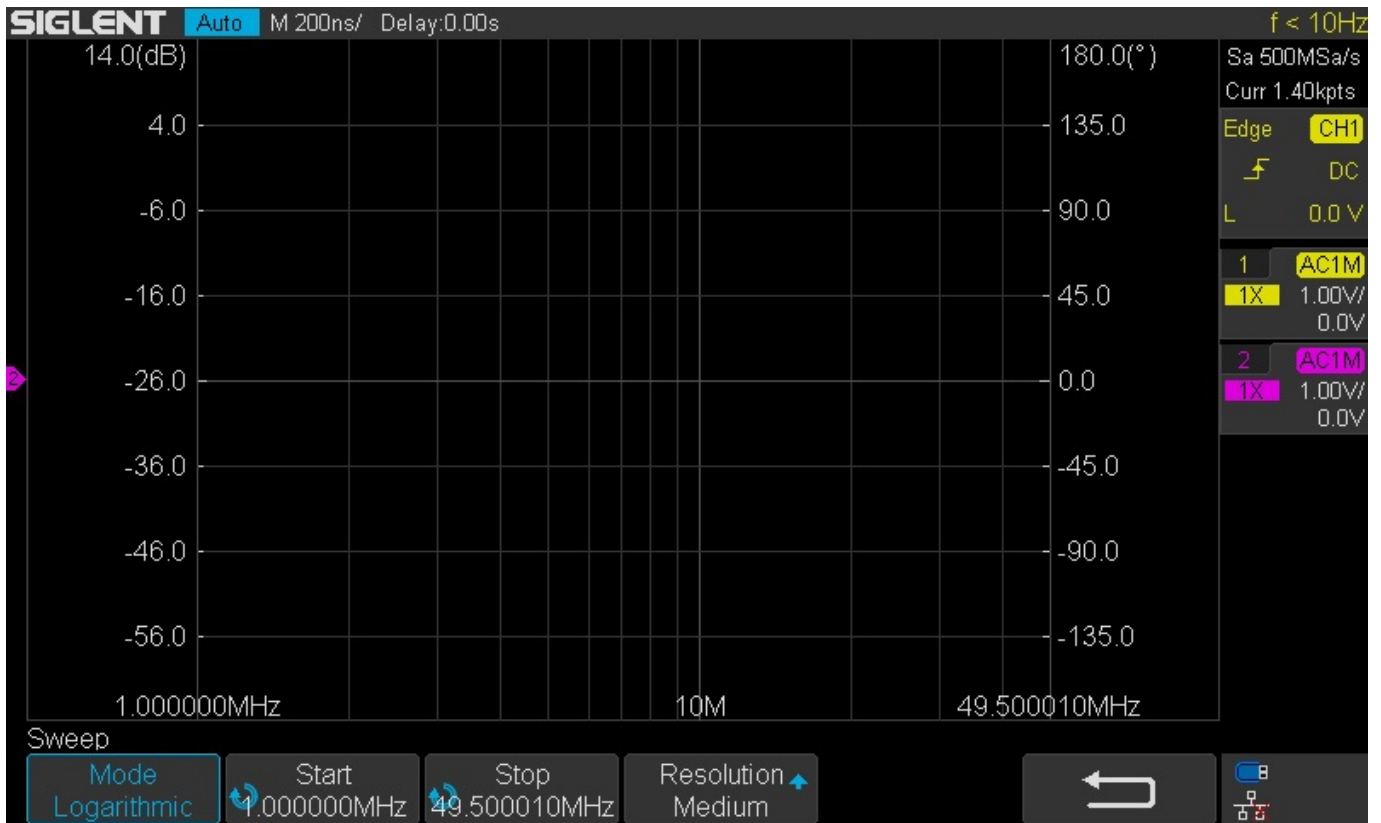 SIGLENT Auto M 200ns/ Delay:0.00s f < 10Hz
14.0(dB) 180.0(°) Sa 500MSa/s
Curr 1.40kpts
4.0 135.0 Edge CH1
DC
-6.0 90.0 L 0.0 V
1 AC1M
-16.0 45.0 1X 1.00V/
0.0V
2 AC1M
2 -26.0 0.0 1X 1.00V/
0.0V
-36.0 -45.0
-46.0 -90.0
-56.0 -135.0
1.000000MHz 10M 49.500010MHz
Sweep
Mode Start Stop Resolution
Logarithmic 1.000000MHz 49.500010MHz Medium